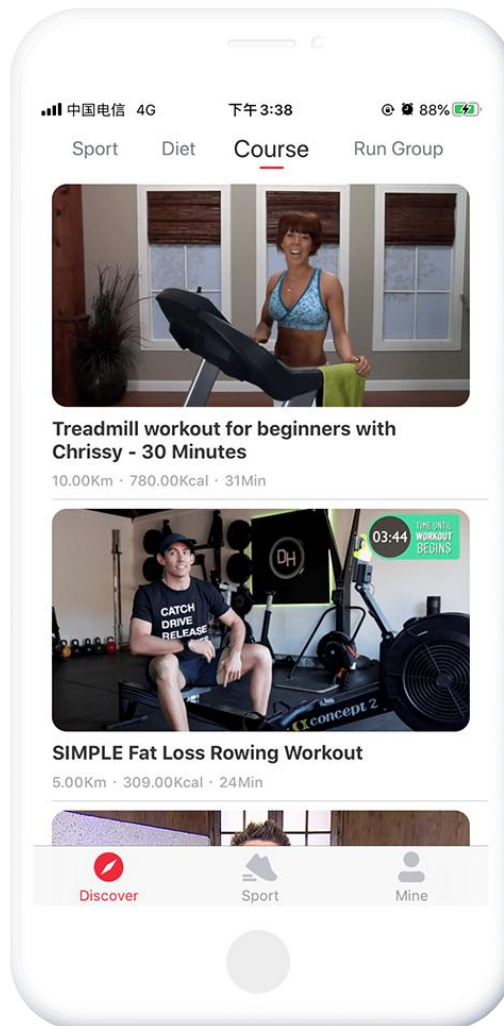 中国电信 4G 下午3:38 88%
Sport Diet Course Run Group
Treadmill workout for beginners with
Chrissy - 30 Minutes
10.00Km · 780.00Kcal · 31Min
03:44
TIME UNTIL
WORKOUT
BEGINS
DH
CATCH
DRIVE
RELEASE
concept 2
SIMPLE Fat Loss Rowing Workout
5.00Km · 309.00Kcal · 24Min
Discover Sport Mine